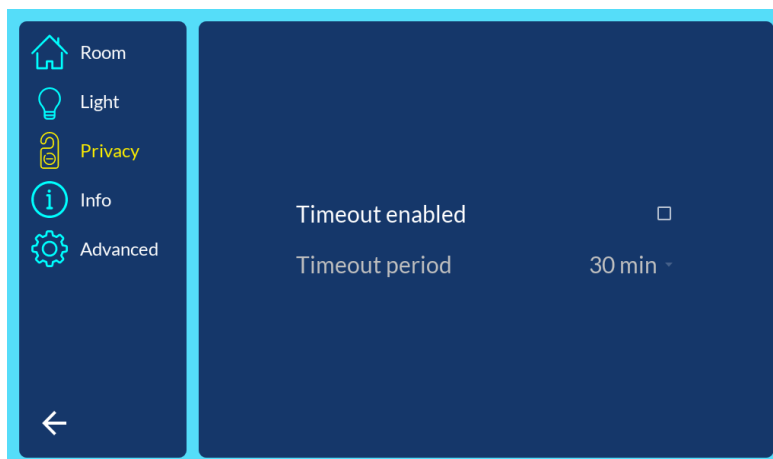 Room
Light
Privacy
Info
Advanced
Timeout enabled
Timeout period 30 min